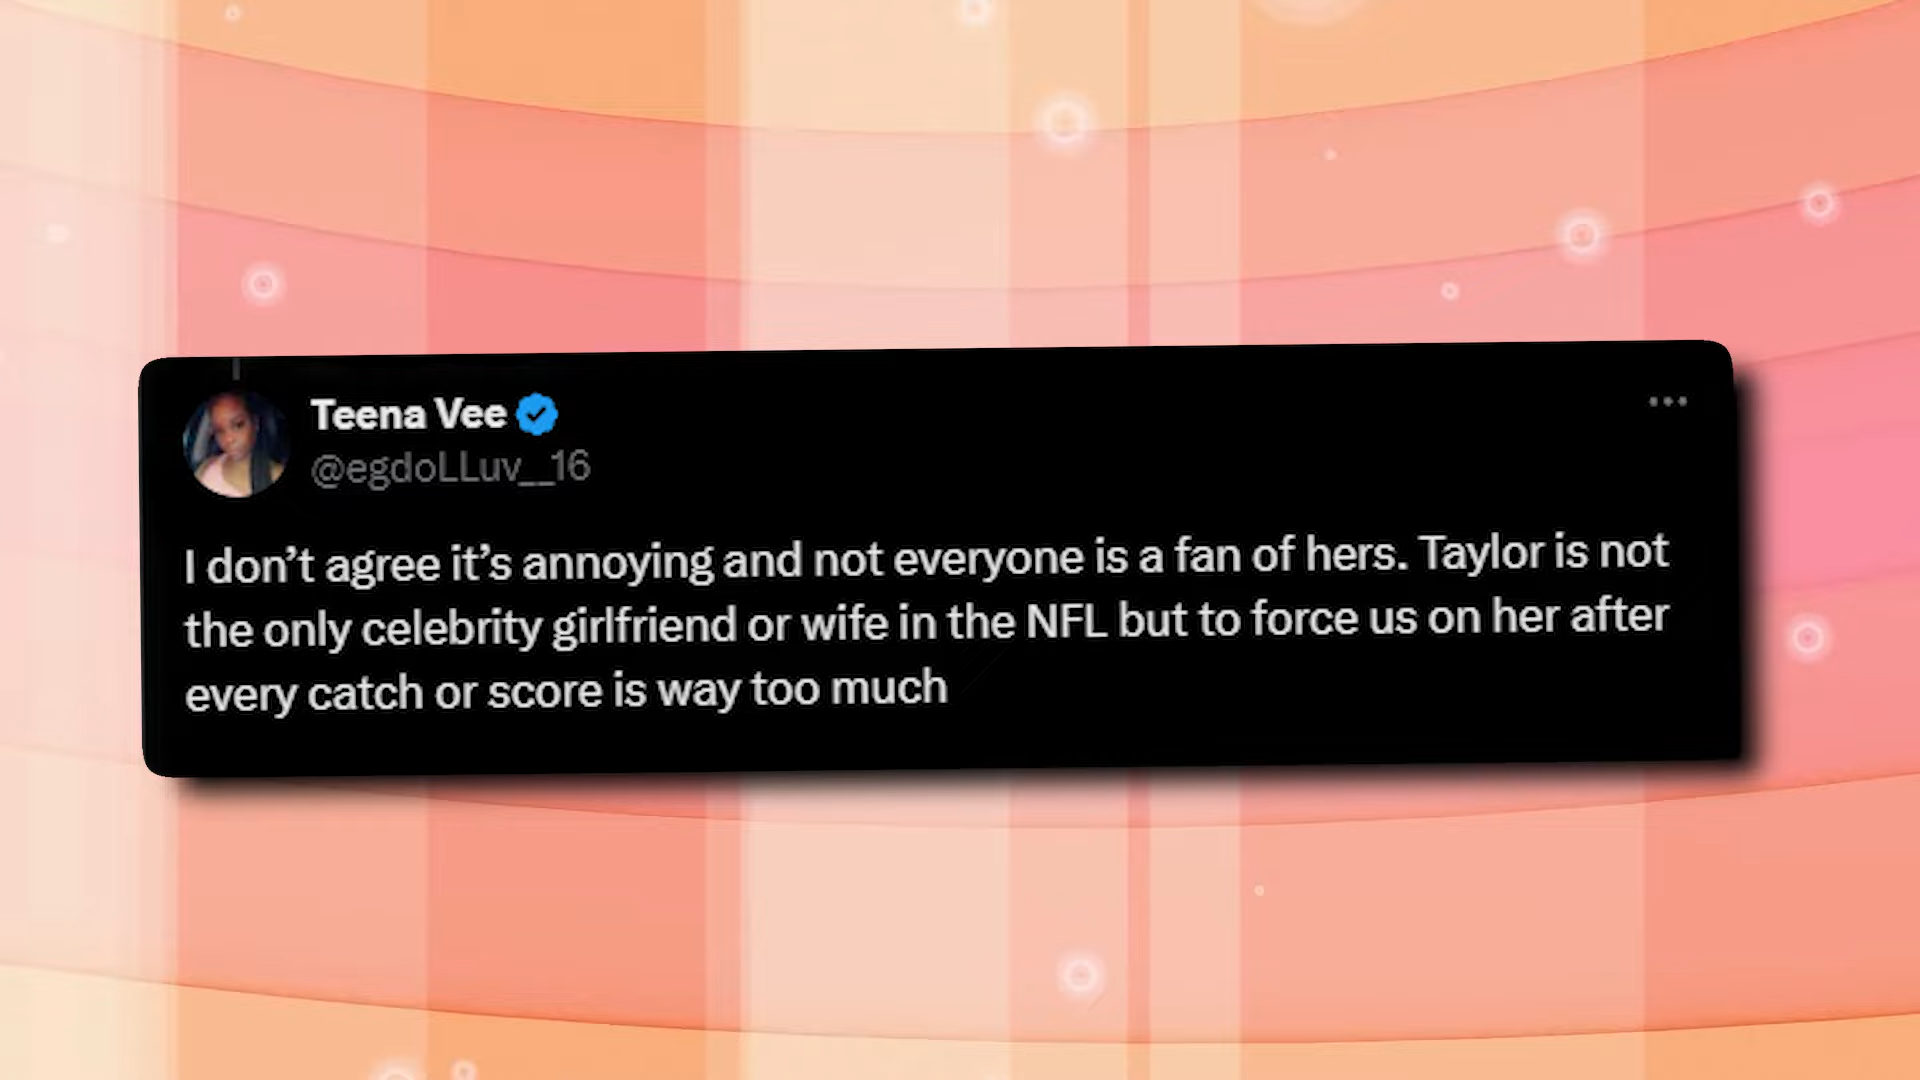 Teena Vee
@egdoLLuv__16
I don’t agree it’s annoying and not everyone is a fan of hers. Taylor is not
the only celebrity girlfriend or wife in the NFL but to force us on her after
every catch or score is way too much